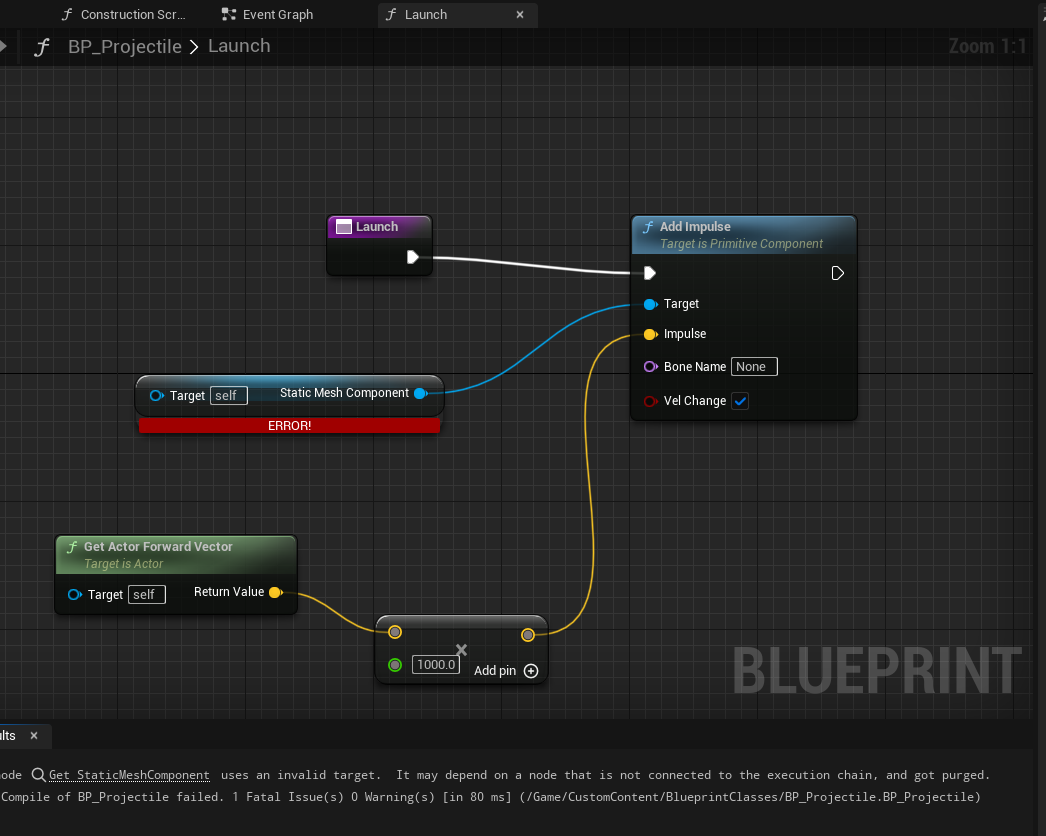 Construction Scr...
Event Graph
Launch
BP_Projectile > Launch
Zoom 1:1
Launch
Add Impulse
Target is Primitive Component
Target
Impulse
Bone Name None
Vel Change
Target self Static Mesh Component
ERROR!
Get Actor Forward Vector
Target is Actor
Target self Return Value
1000.0
Add pin
BLUEPRINT
ults
ode Get StaticMeshComponent uses an invalid target. It may depend on a node that is not connected to the execution chain, and got purged.
Compile of BP_Projectile failed. 1 Fatal Issue(s) 0 Warning(s) [in 80 ms] (/Game/CustomContent/BlueprintClasses/BP_Projectile.BP_Projectile)